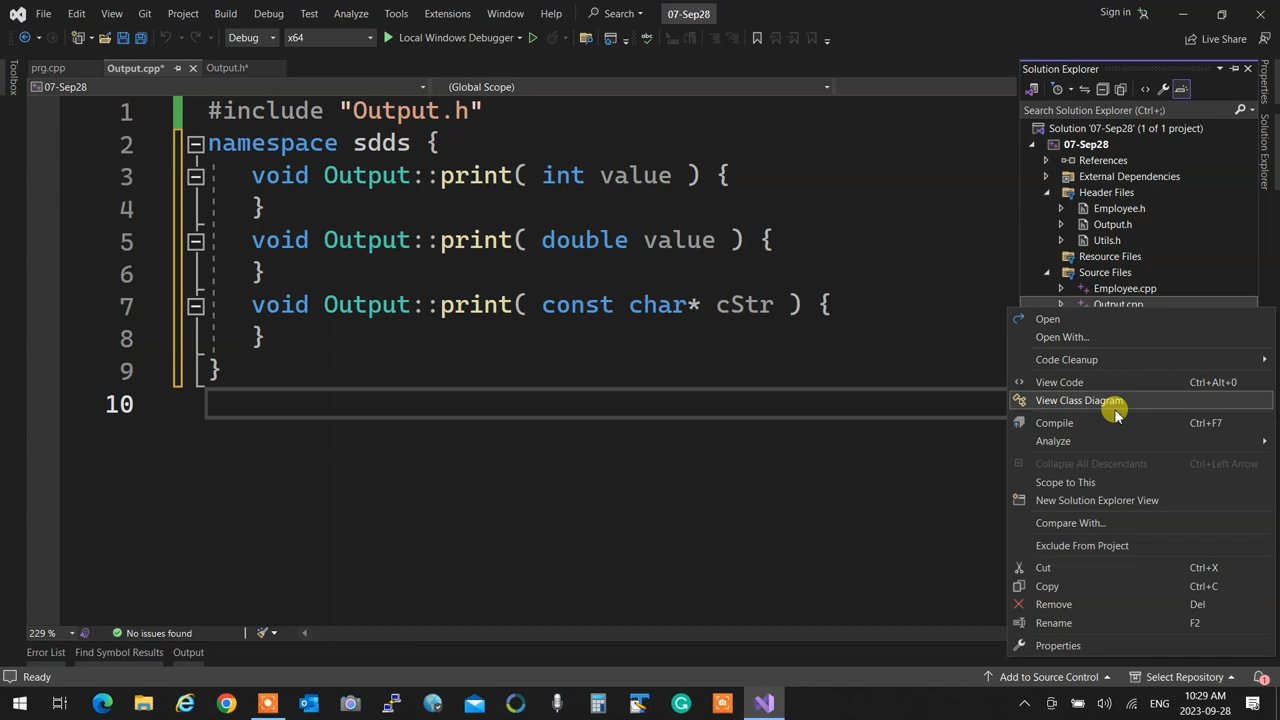 File Edit View Git Project Build Debug Test Analyze Tools Extensions Window Help Search 07-Sep28 Sign in
Debug x64 Local Windows Debugger Live Share
prg.cpp Output.cpp* Output.h*
07-Sep28 (Global Scope)
Toolbox
1 #include "Output.h"
2 namespace sdds {
3 void Output::print( int value ) {
4 }
5 void Output::print( double value ) {
6 }
7 void Output::print( const char* cStr ) {
8 }
9 }
10
Solution Explorer
Search Solution Explorer (Ctrl+;)
Solution '07-Sep28' (1 of 1 project)
07-Sep28
References
External Dependencies
Header Files
Employee.h
Output.h
Utils.h
Resource Files
Source Files
Employee.cpp
Output.cpp
Properties
Solution Explorer
Open
Open With...
Code Cleanup
View Code Ctrl+Alt+0
View Class Diagram
Compile Ctrl+F7
Analyze
Collapse All Descendants Ctrl+Left Arrow
Scope to This
New Solution Explorer View
Compare With...
Exclude From Project
Cut Ctrl+X
Copy Ctrl+C
Remove Del
Rename F2
Properties
229 % No issues found
Error List Find Symbol Results Output
Ready Add to Source Control Select Repository 1
ENG 10:29 AM
2023-09-28